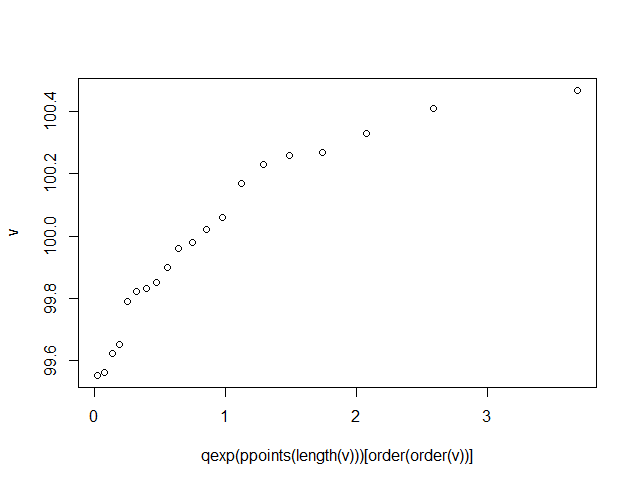 100.4
100.2
100.0
99.8
99.6
v
0 1 2 3
qexp(ppoints(length(v)))[order(order(v))]